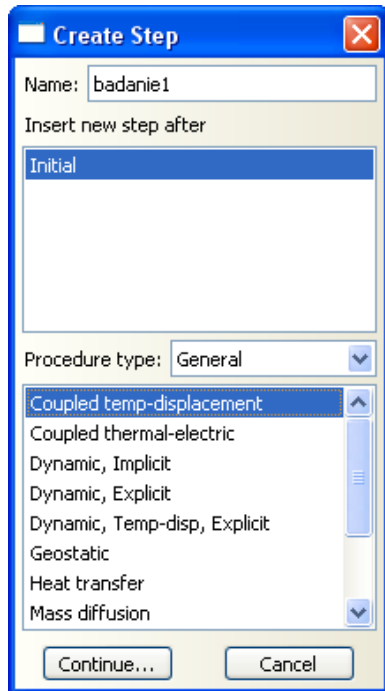 Create Step
Name: badanie1
Insert new step after
Initial
Procedure type: General
Coupled temp-displacement
Coupled thermal-electric
Dynamic, Implicit
Dynamic, Explicit
Dynamic, Temp-disp, Explicit
Geostatic
Heat transfer
Mass diffusion
Continue... Cancel